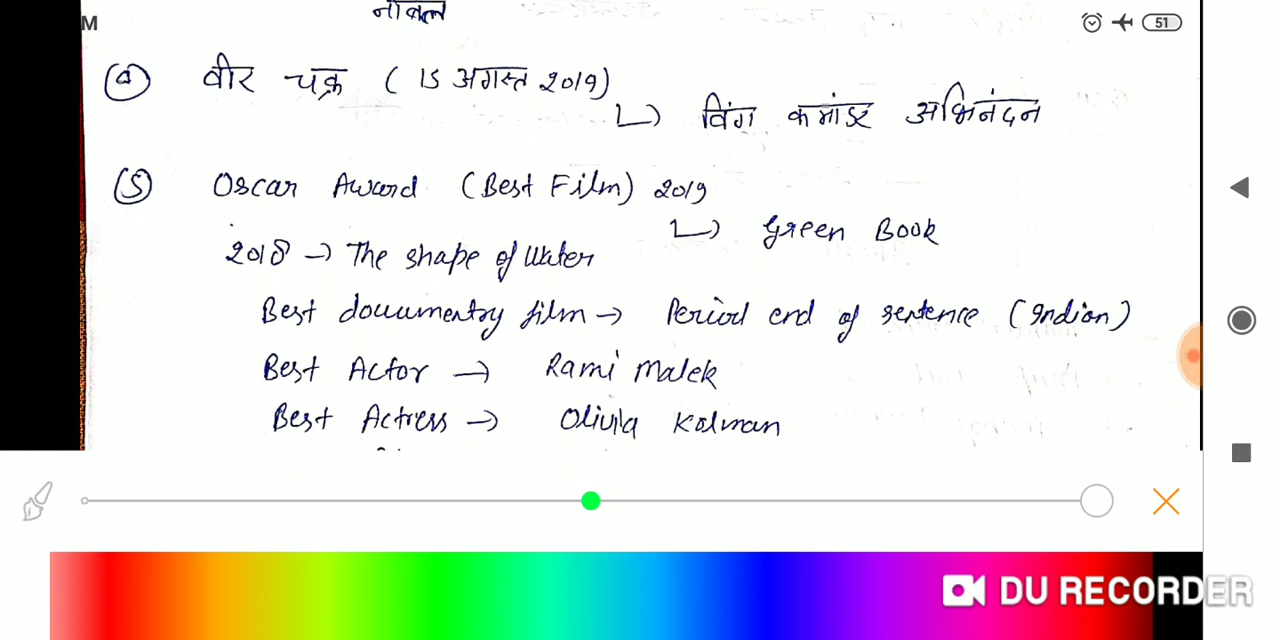 नोबल
M
51
④ वीर चक्र ( 15 अगस्त 2019)
↳ विंग कमांडर अभिनंदन
⑤ Oscar Award (Best Film) 2019
↳ Green Book
2018 → The shape of Water
Best documentry film → Period end of sentence (Indian)
Best Actor → Rami Malek
Best Actress → Olivia Kolman
DU RECORDER